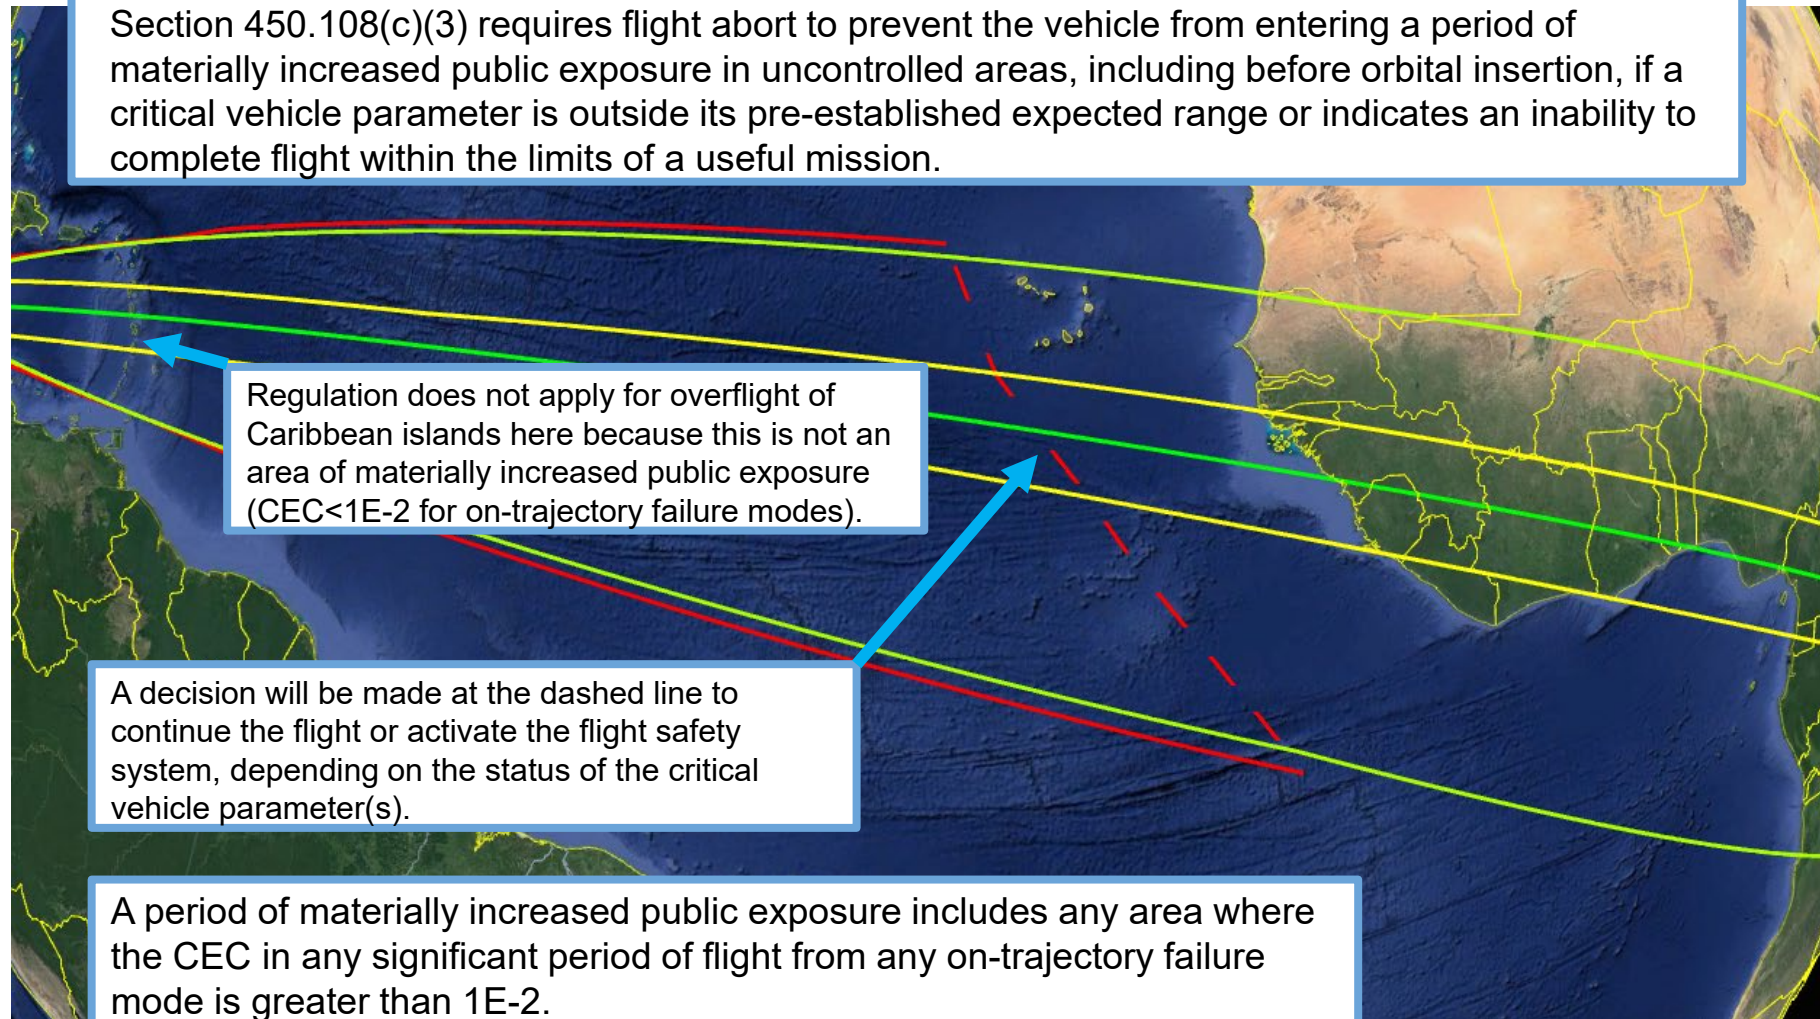 Section 450.108(c)(3) requires flight abort to prevent the vehicle from entering a period of
materially increased public exposure in uncontrolled areas, including before orbital insertion, if a
critical vehicle parameter is outside its pre-established expected range or indicates an inability to
complete flight within the limits of a useful mission.
Regulation does not apply for overflight of
Caribbean islands here because this is not an
area of materially increased public exposure
(CEC<1E-2 for on-trajectory failure modes).
A decision will be made at the dashed line to
continue the flight or activate the flight safety
system, depending on the status of the critical
vehicle parameter(s).
A period of materially increased public exposure includes any area where
the CEC in any significant period of flight from any on-trajectory failure
mode is greater than 1E-2.